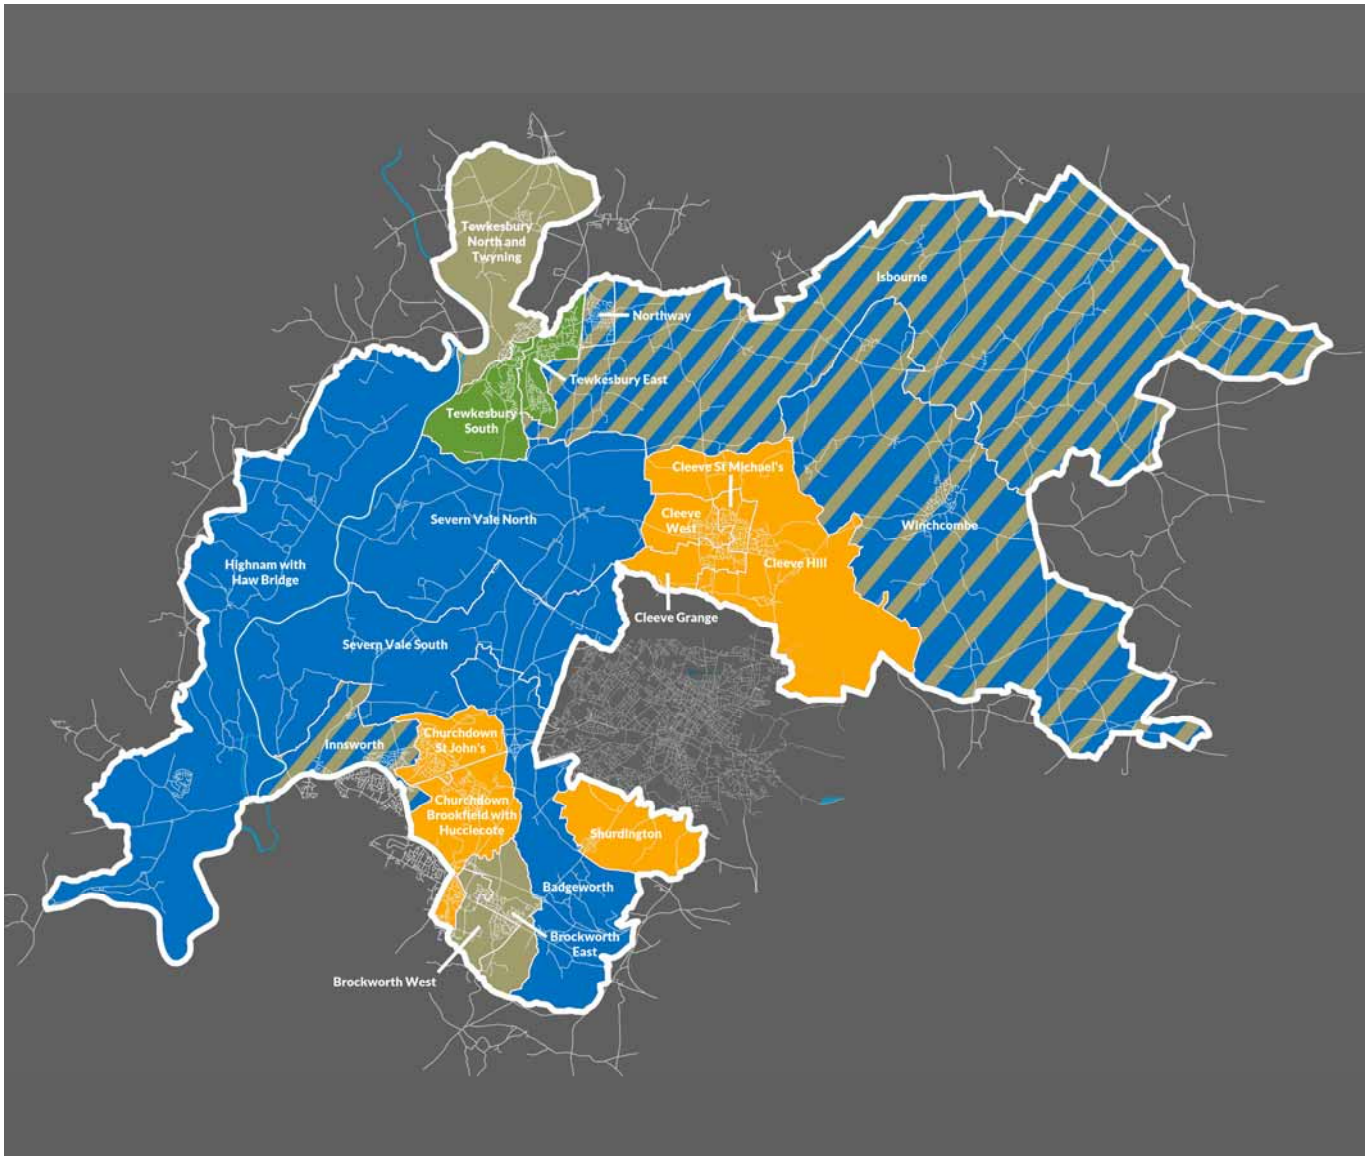 Tewkesbury
North and
Twyning
Isbourne
Northway
Tewkesbury East
Tewkesbury
South
Cleeve St Michael's
Cleeve
West
Severn Vale North
Winchcombe
Highnam with
Haw Bridge
Cleeve Hill
Cleeve Grange
Severn Vale South
Innsworth
Churchdown
St John's
Churchdown
Brookfield with
Hucclecote
Shurdington
Badgeworth
Brockworth
East
Brockworth West